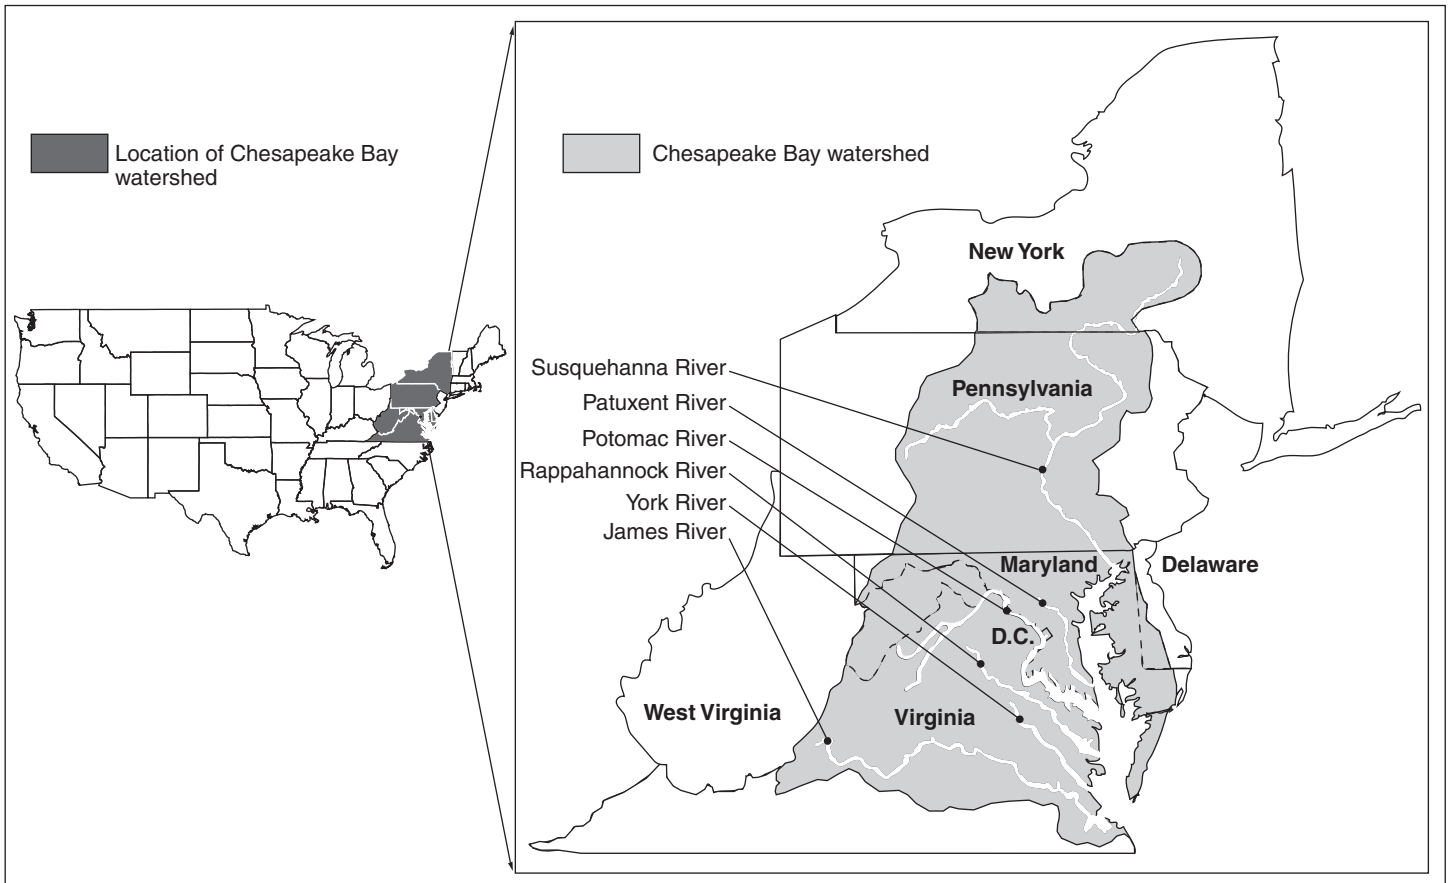 Location of Chesapeake Bay
watershed
Chesapeake Bay watershed
New York
Susquehanna River
Pennsylvania
Patuxent River
Potomac River
Rappahannock River
York River
James River
Maryland
Delaware
D.C.
West Virginia
Virginia